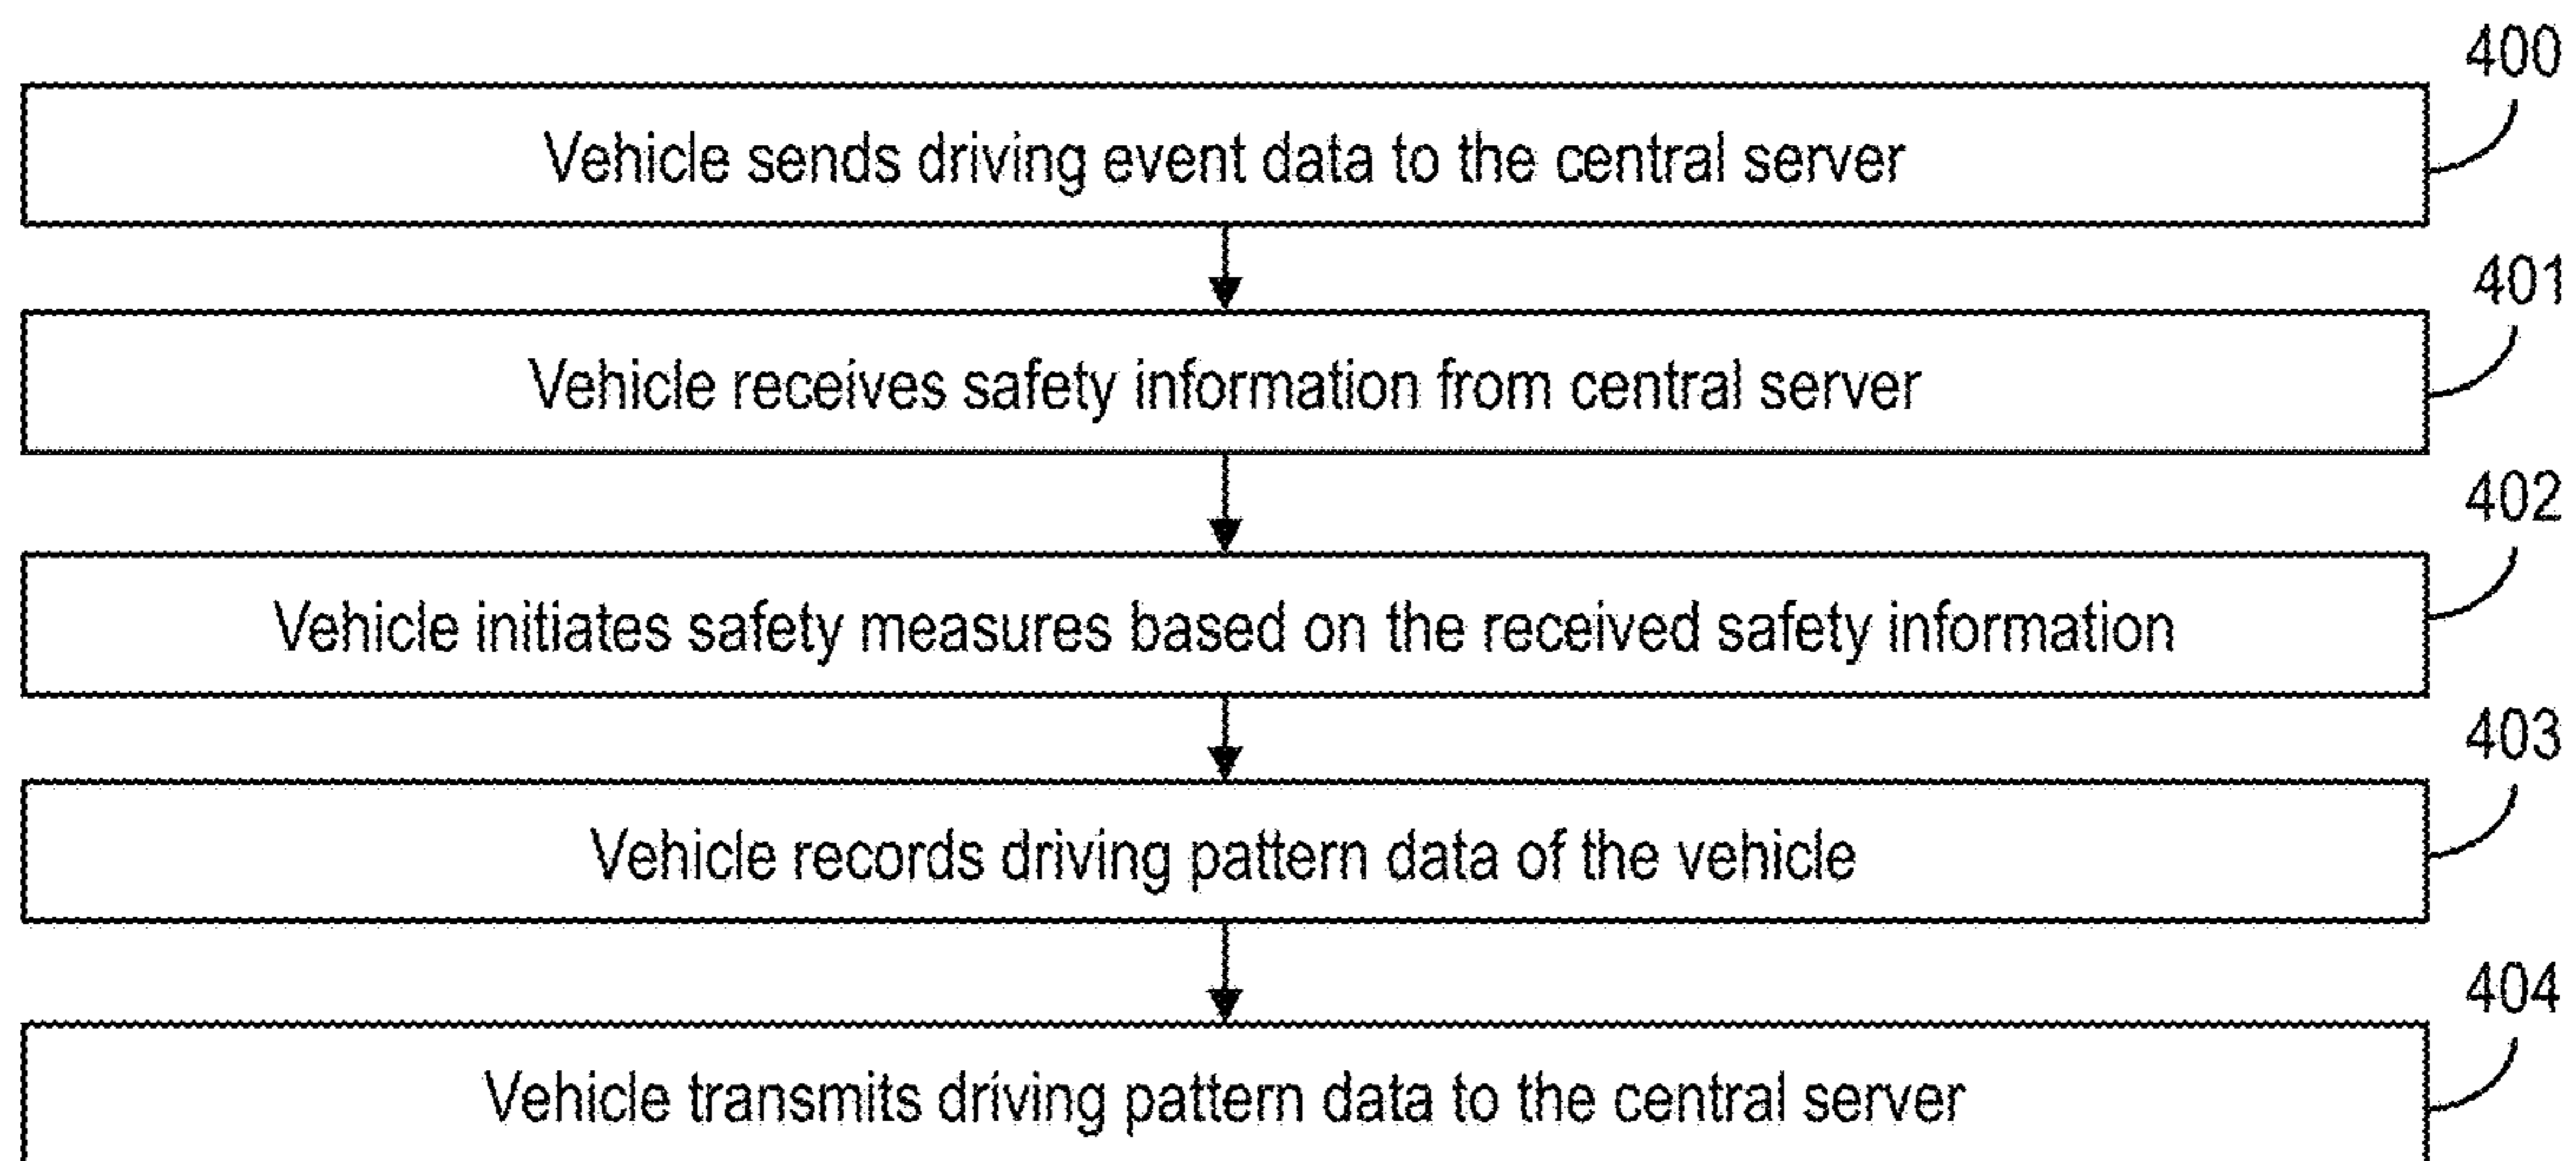 400
Vehicle sends driving event data to the central server
401
Vehicle receives safety information from central server
402
Vehicle initiates safety measures based on the received safety information
403
Vehicle records driving pattern data of the vehicle
404
Vehicle transmits driving pattern data to the central server